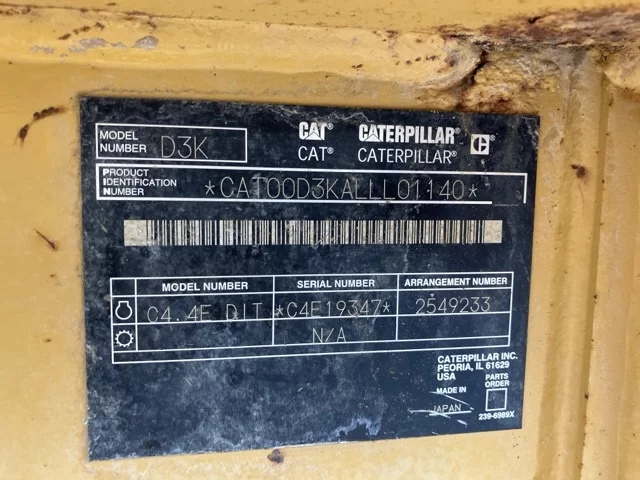 MODEL NUMBER D3K
CAT CATERPILLAR C
CAT® CATERPILLAR®
PRODUCT IDENTIFICATION NUMBER *CAT00D3KALLL01140*
MODEL NUMBER SERIAL NUMBER ARRANGEMENT NUMBER
C4.4E DIT *C4E19347* 2549233
N/A
CATERPILLAR INC.
PEORIA, IL 61629
USA
MADE IN PARTS ORDER
JAPAN
239-6989X